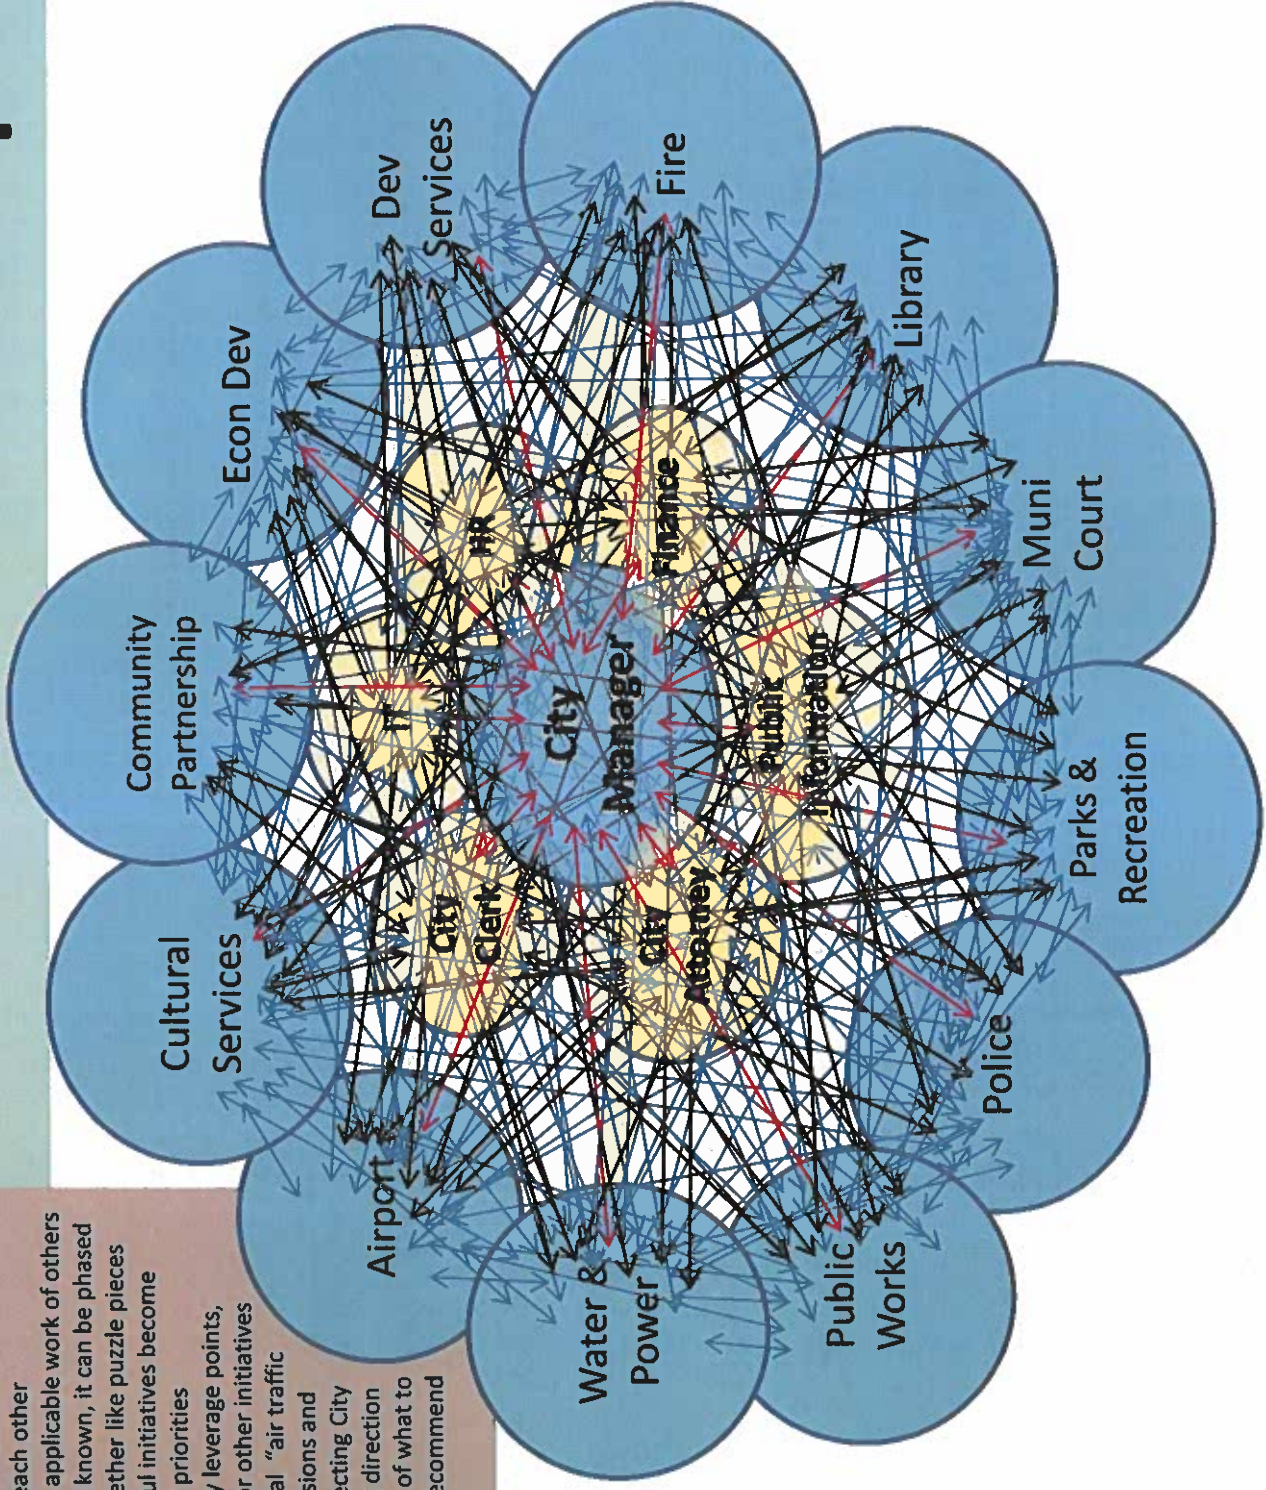 each other
applicable work of others
known, it can be phased
ether like puzzle pieces
ul initiatives become
priorities
y leverage points,
or other initiatives
al "air traffic
sions and
ecting City
direction
of what to
ecommend
Community
Partnership
Econ Dev
Dev
Services
Fire
Library
Muni
Court
Parks &
Recreation
Police
Public
Works
Water &
Power
Airport
Cultural
Services
IT
HR
Finance
Public
Information
City
Attorney
City
Clerk
City
Manager